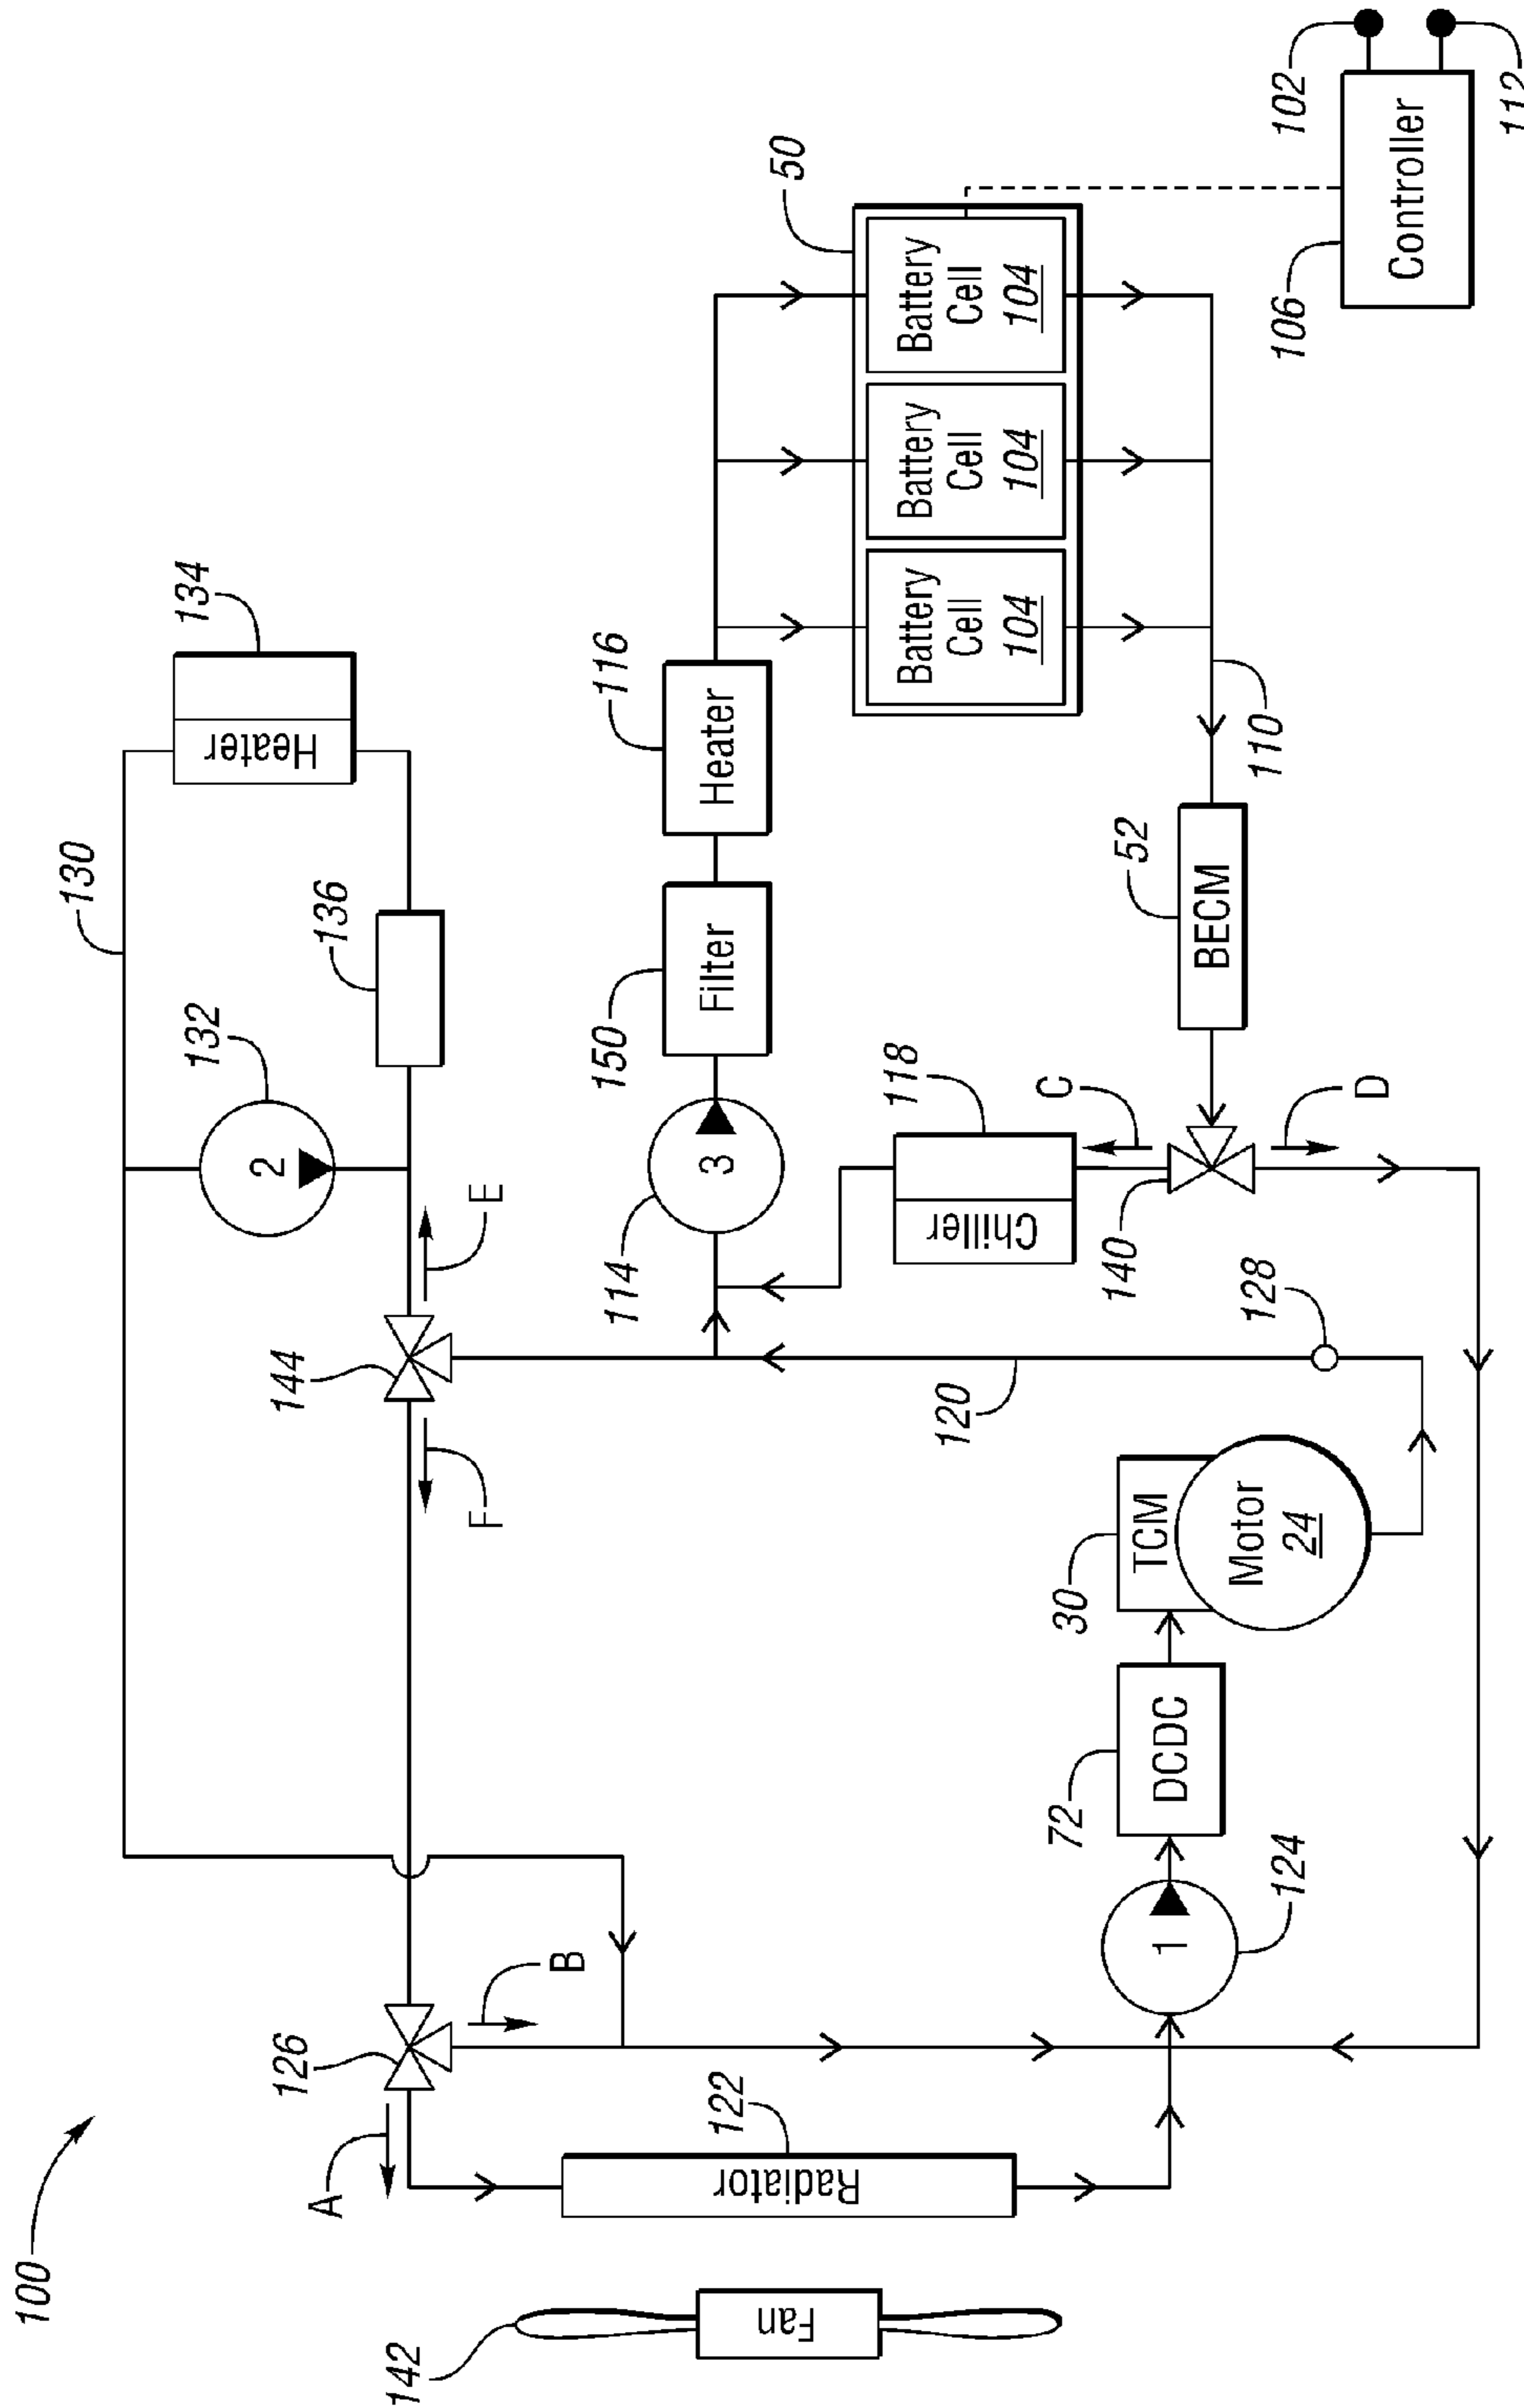 100
142
Fan
A
126
B
Radiator
122
130
F
144
E
132
2
136
134
Heater
114
3
150
Filter
116
Heater
50
Battery
Cell
104
Battery
Cell
104
Battery
Cell
104
118
Chiller
C
140
D
52
BECM
110
120
128
124
1
72
DCDC
30
TCM
Motor
24
102
106
Controller
112